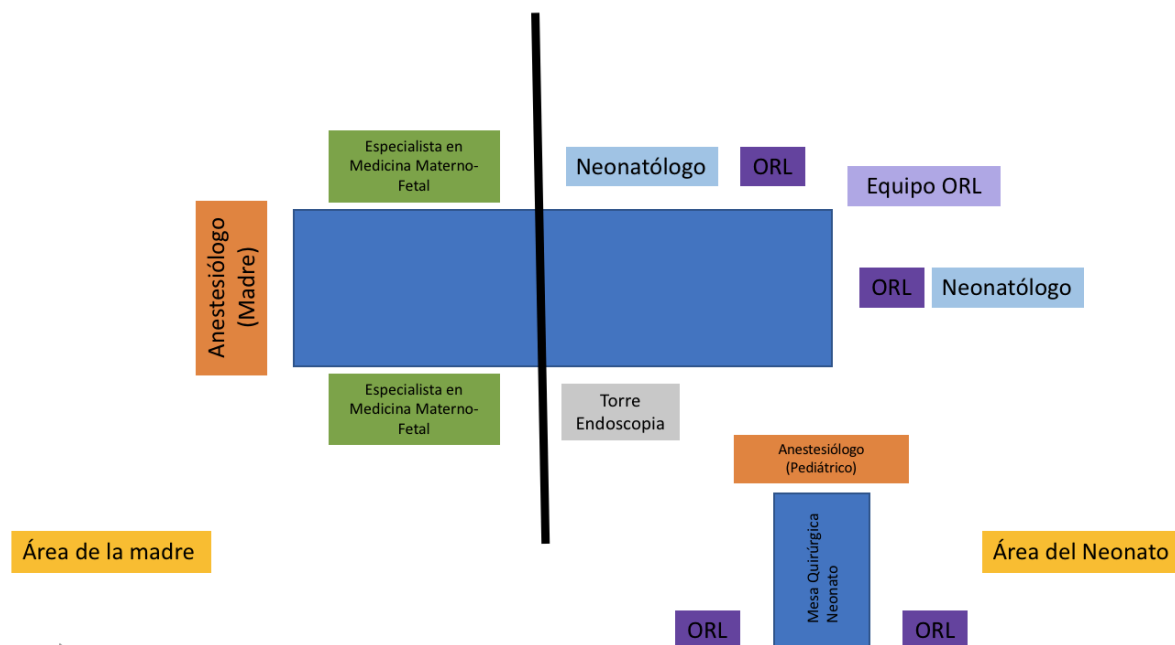 Especialista en
Medicina Materno-
Fetal
Neonatólogo
ORL
Equipo ORL
Anestesiólogo
(Madre)
ORL
Neonatólogo
Especialista en
Medicina Materno-
Fetal
Torre
Endoscopia
Anestesiólogo
(Pediátrico)
Área de la madre
Mesa Quirúrgica
Neonato
Área del Neonato
ORL
ORL